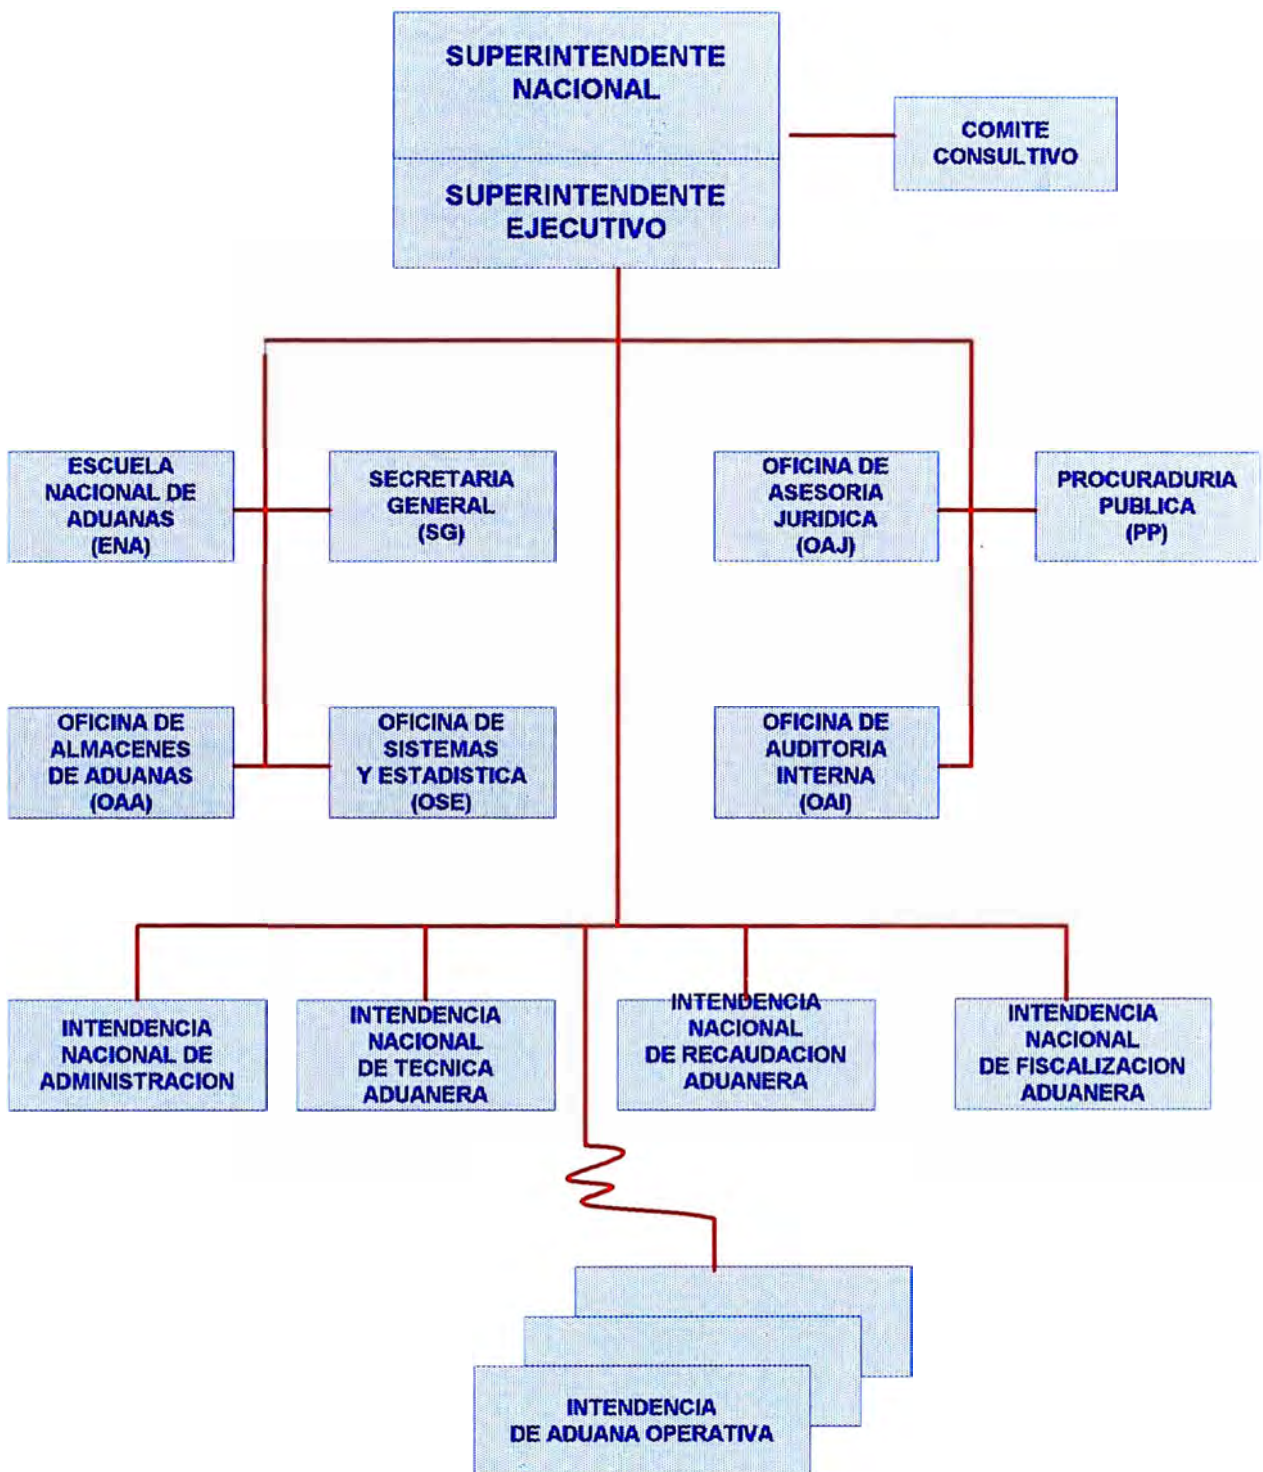 SUPERINTENDENTE
NACIONAL
COMITE
CONSULTIVO
SUPERINTENDENTE
EJECUTIVO
ESCUELA
NACIONAL DE
ADUANAS
(ENA)
SECRETARIA
GENERAL
(SG)
OFICINA DE
ASESORIA
JURIDICA
(OAJ)
PROCURADURIA
PUBLICA
(PP)
OFICINA DE
ALMACENES
DE ADUANAS
(OAA)
OFICINA DE
SISTEMAS
Y ESTADISTICA
(OSE)
OFICINA DE
AUDITORIA
INTERNA
(OAI)
INTENDENCIA
NACIONAL DE
ADMINISTRACION
INTENDENCIA
NACIONAL
DE TECNICA
ADUANERA
INTENDENCIA
NACIONAL
DE RECAUDACION
ADUANERA
INTENDENCIA
NACIONAL
DE FISCALIZACION
ADUANERA
INTENDENCIA
DE ADUANA OPERATIVA